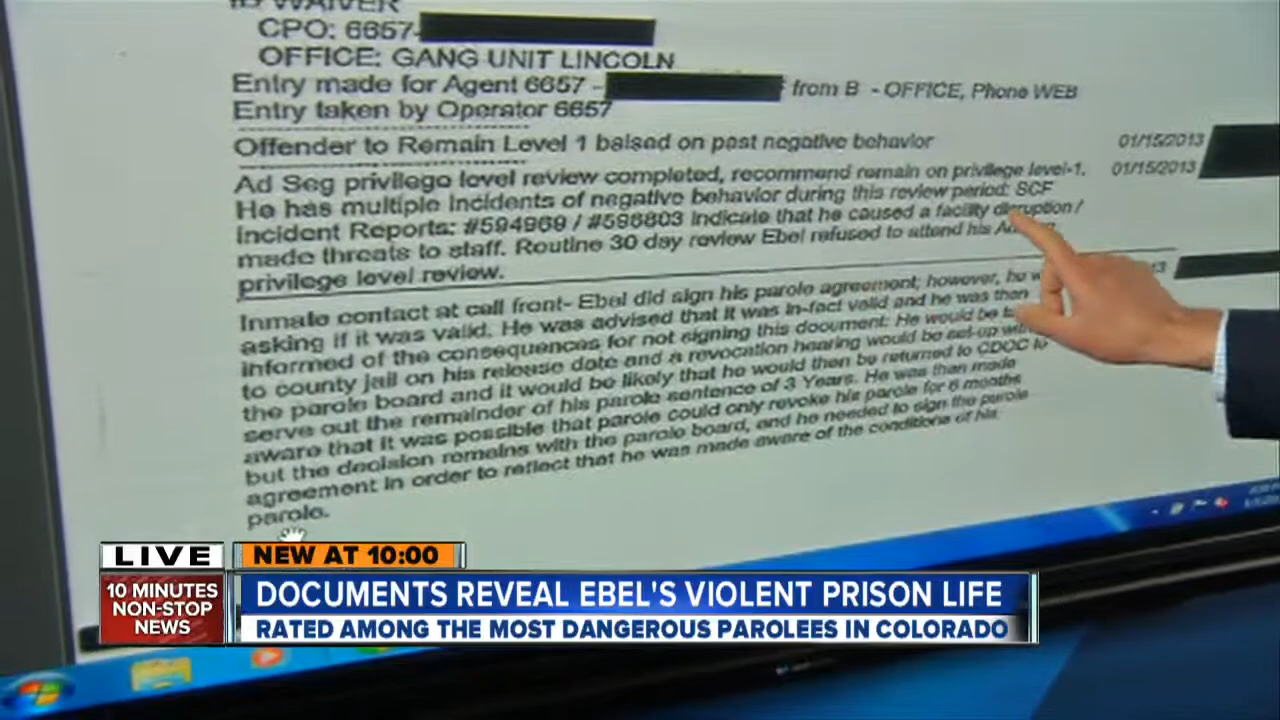 ID WAIVER
CPO: 6657-
OFFICE: GANG UNIT LINCOLN
Entry made for Agent 6657 - from B - OFFICE, Phone WEB
Entry taken by Operator 6657
Offender to Remain Level 1 baised on past negative behavior 01/15/2013
Ad Seg privilege level review completed, recommend remain on privilege level-1. 01/15/2013
He has multiple Incidents of negative behavior during this review period: SCF
Incident Reports: #594969 / #596803 Indicate that he caused a facility disruption /
made threats to staff. Routine 30 day review Ebel refused to attend his
privilege level review.
Inmate contact at cell front- Ebel did sign his parole agreement; however, he
asking if it was valid. He was advised that it was in-fact valid and he was then
informed of the consequences for not signing this document. He would be
to county jail on his release date and a revocation hearing would be set-up
the parole board and it would be likely that he would then be returned to CDOC to
serve out the remainder of his parole sentence of 3 Years. He was then made
aware that it was possible that parole could only revoke his parole for 6 months
but the decision remains with the parole board, and he needed to sign the parole
agreement in order to reflect that he was made aware of the conditions of his
parole.
LIVE
NEW AT 10:00
10 MINUTES
NON-STOP
NEWS
DOCUMENTS REVEAL EBEL'S VIOLENT PRISON LIFE
RATED AMONG THE MOST DANGEROUS PAROLEES IN COLORADO